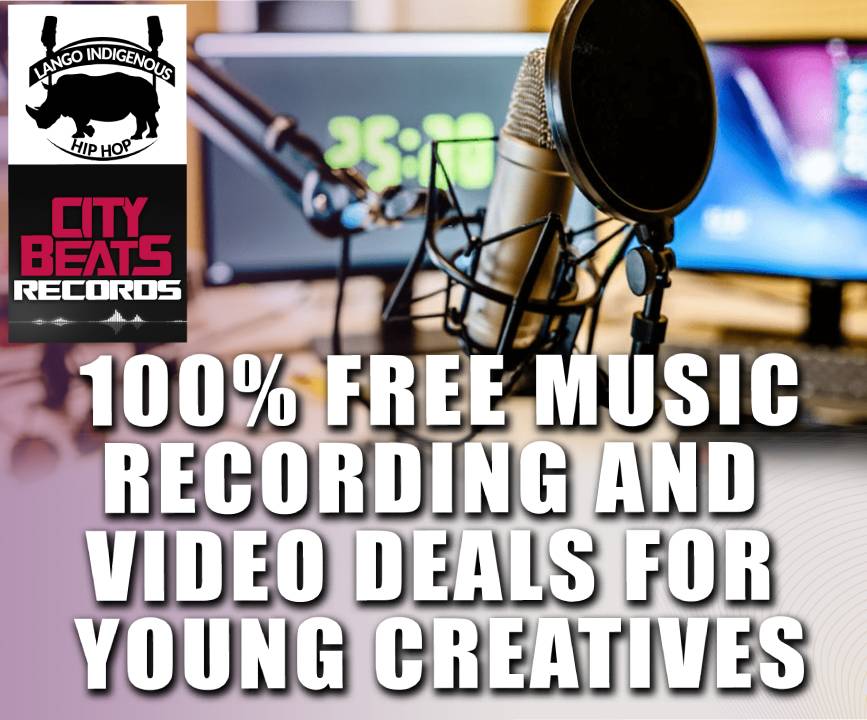 LANGO INDIGENOUS
HIP HOP
CITY
BEATS
RECORDS
100% FREE MUSIC
RECORDING AND
VIDEO DEALS FOR
YOUNG CREATIVES